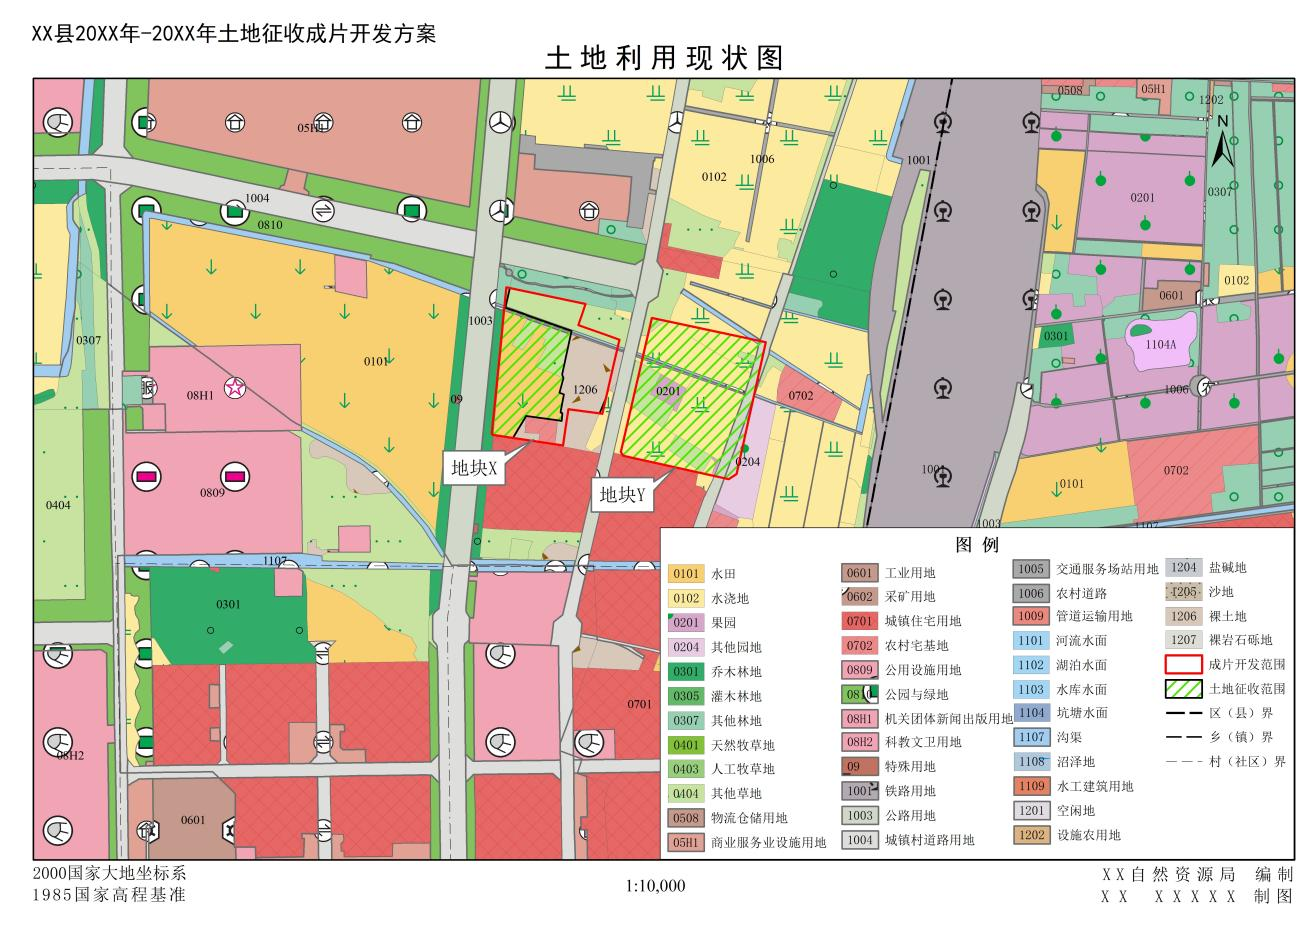 XX县20XX年-20XX年土地征收成片开发方案
土地利用现状图
0508
05H1
1202
N
05H1
1006
1001
0102
1004
0201
0307
0810
0102
0601
1003
0301
0307
1104A
0101
1206
0201
1006
08H1
0702
09
地块X
0204
0702
0809
地块Y
1001
0101
0404
1003
1107
1107
0301
0701
08H2
0601
图 例
0101 水田
0102 水浇地
0201 果园
0204 其他园地
0301 乔木林地
0305 灌木林地
0307 其他林地
0401 天然牧草地
0403 人工牧草地
0404 其他草地
0508 物流仓储用地
05H1 商业服务业设施用地
0601 工业用地
0602 采矿用地
0701 城镇住宅用地
0702 农村宅基地
0809 公用设施用地
0810 公园与绿地
08H1 机关团体新闻出版用地
08H2 科教文卫用地
09 特殊用地
1001 铁路用地
1003 公路用地
1004 城镇村道路用地
1005 交通服务场站用地
1006 农村道路
1009 管道运输用地
1101 河流水面
1102 湖泊水面
1103 水库水面
1104 坑塘水面
1107 沟渠
1108 沼泽地
1109 水工建筑用地
1201 空闲地
1202 设施农用地
1204 盐碱地
1205 沙地
1206 裸土地
1207 裸岩石砾地
成片开发范围
土地征收范围
区（县）界
乡（镇）界
村（社区）界
2000国家大地坐标系
1985国家高程基准
1:10,000
XX自然资源局 编制
XX XXXXX 制图